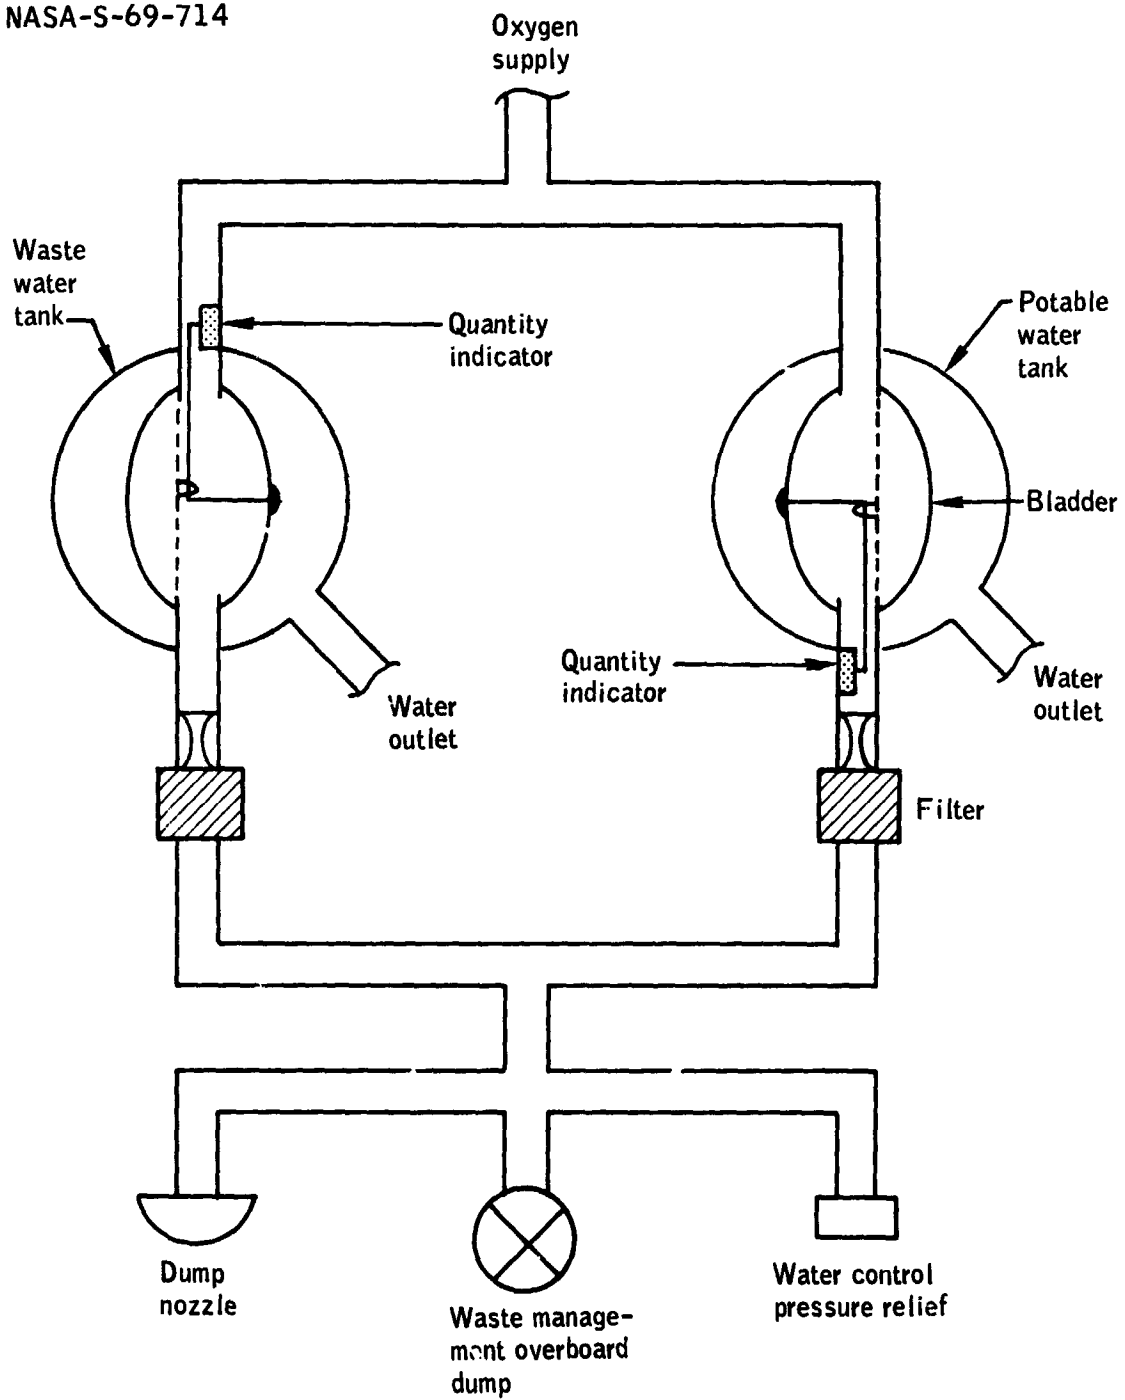 NASA-S-69-714
Oxygen
supply
Waste
water
tank
Quantity
indicator
Potable
water
tank
Bladder
Quantity
indicator
Water
outlet
Water
outlet
Filter
Dump
nozzle
Waste manage-
ment overboard
dump
Water control
pressure relief